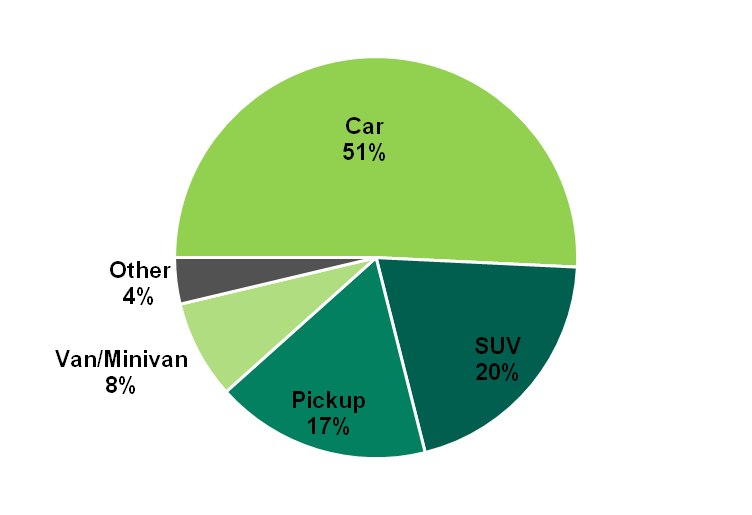 Car
51%
Other
4%
SUV
20%
Van/Minivan
8%
Pickup
17%